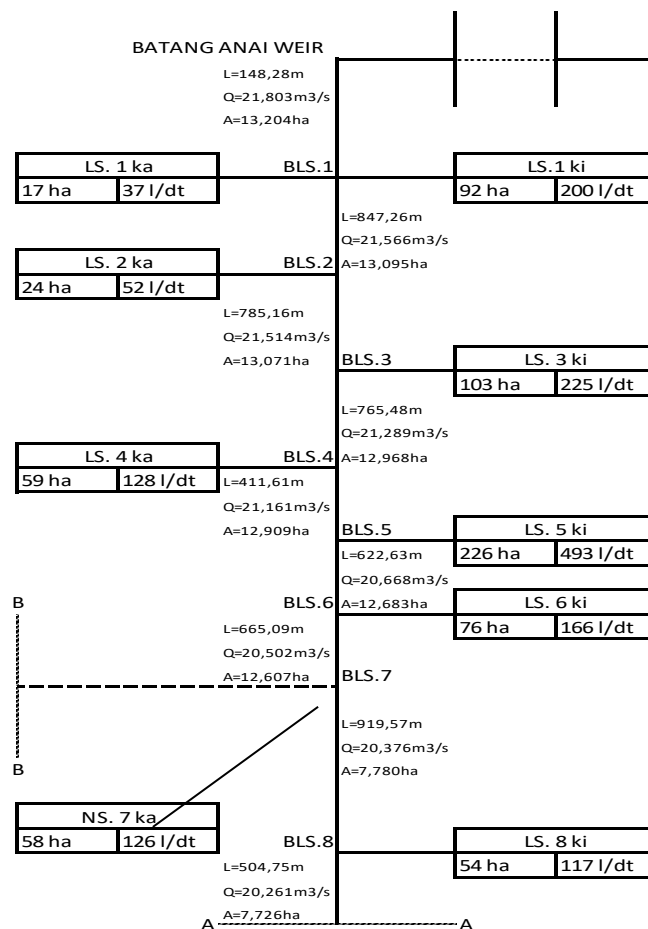 BATANG ANAI WEIR
L=148,28m
Q=21,803m3/s
A=13,204ha
LS. 1 ka
17 ha 37 l/dt
BLS.1
LS.1 ki
92 ha 200 l/dt
L=847,26m
Q=21,566m3/s
A=13,095ha
LS. 2 ka
24 ha 52 l/dt
BLS.2
L=785,16m
Q=21,514m3/s
A=13,071ha
BLS.3
LS. 3 ki
103 ha 225 l/dt
L=765,48m
Q=21,289m3/s
A=12,968ha
LS. 4 ka
59 ha 128 l/dt
BLS.4
L=411,61m
Q=21,161m3/s
A=12,909ha
BLS.5
LS. 5 ki
226 ha 493 l/dt
L=622,63m
Q=20,668m3/s
A=12,683ha
B
BLS.6
LS. 6 ki
76 ha 166 l/dt
L=665,09m
Q=20,502m3/s
A=12,607ha
BLS.7
L=919,57m
Q=20,376m3/s
A=7,780ha
B
NS. 7 ka
58 ha 126 l/dt
BLS.8
LS. 8 ki
54 ha 117 l/dt
L=504,75m
Q=20,261m3/s
A=7,726ha
A A